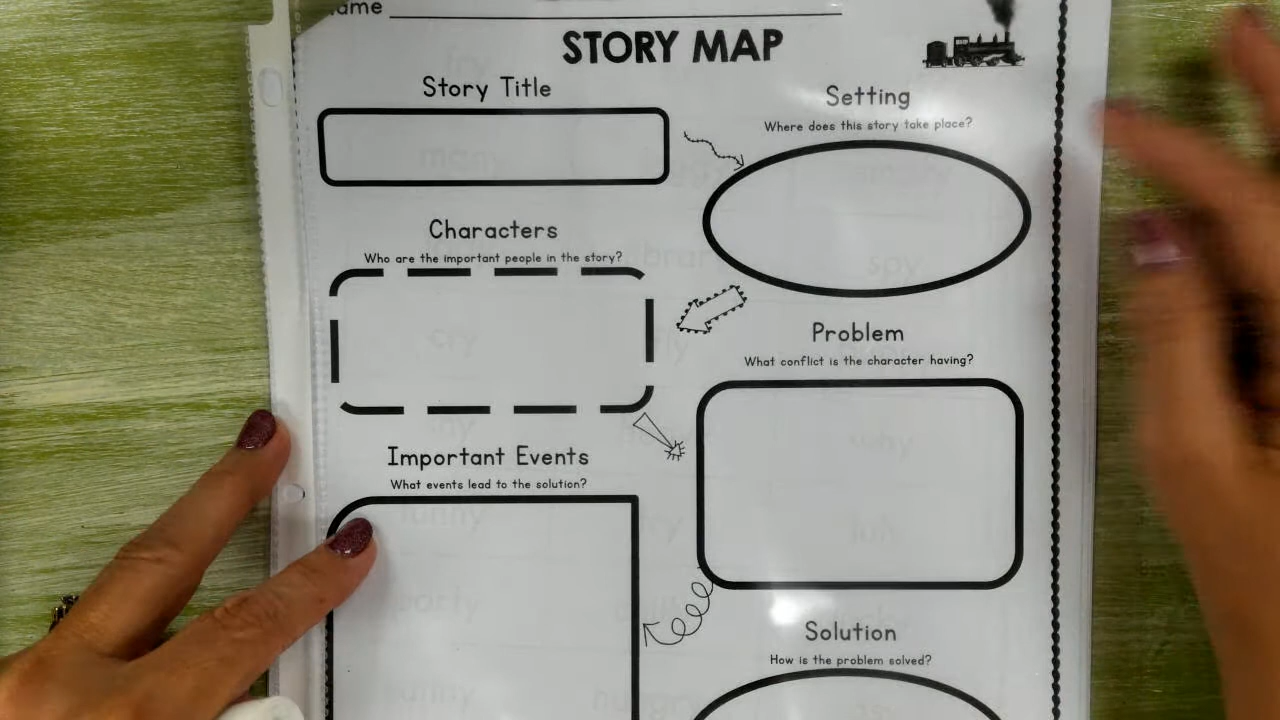 ame
STORY MAP
Story Title
Setting
Where does this story take place?
Characters
Who are the important people in the story?
Problem
What conflict is the character having?
Important Events
What events lead to the solution?
Solution
How is the problem solved?